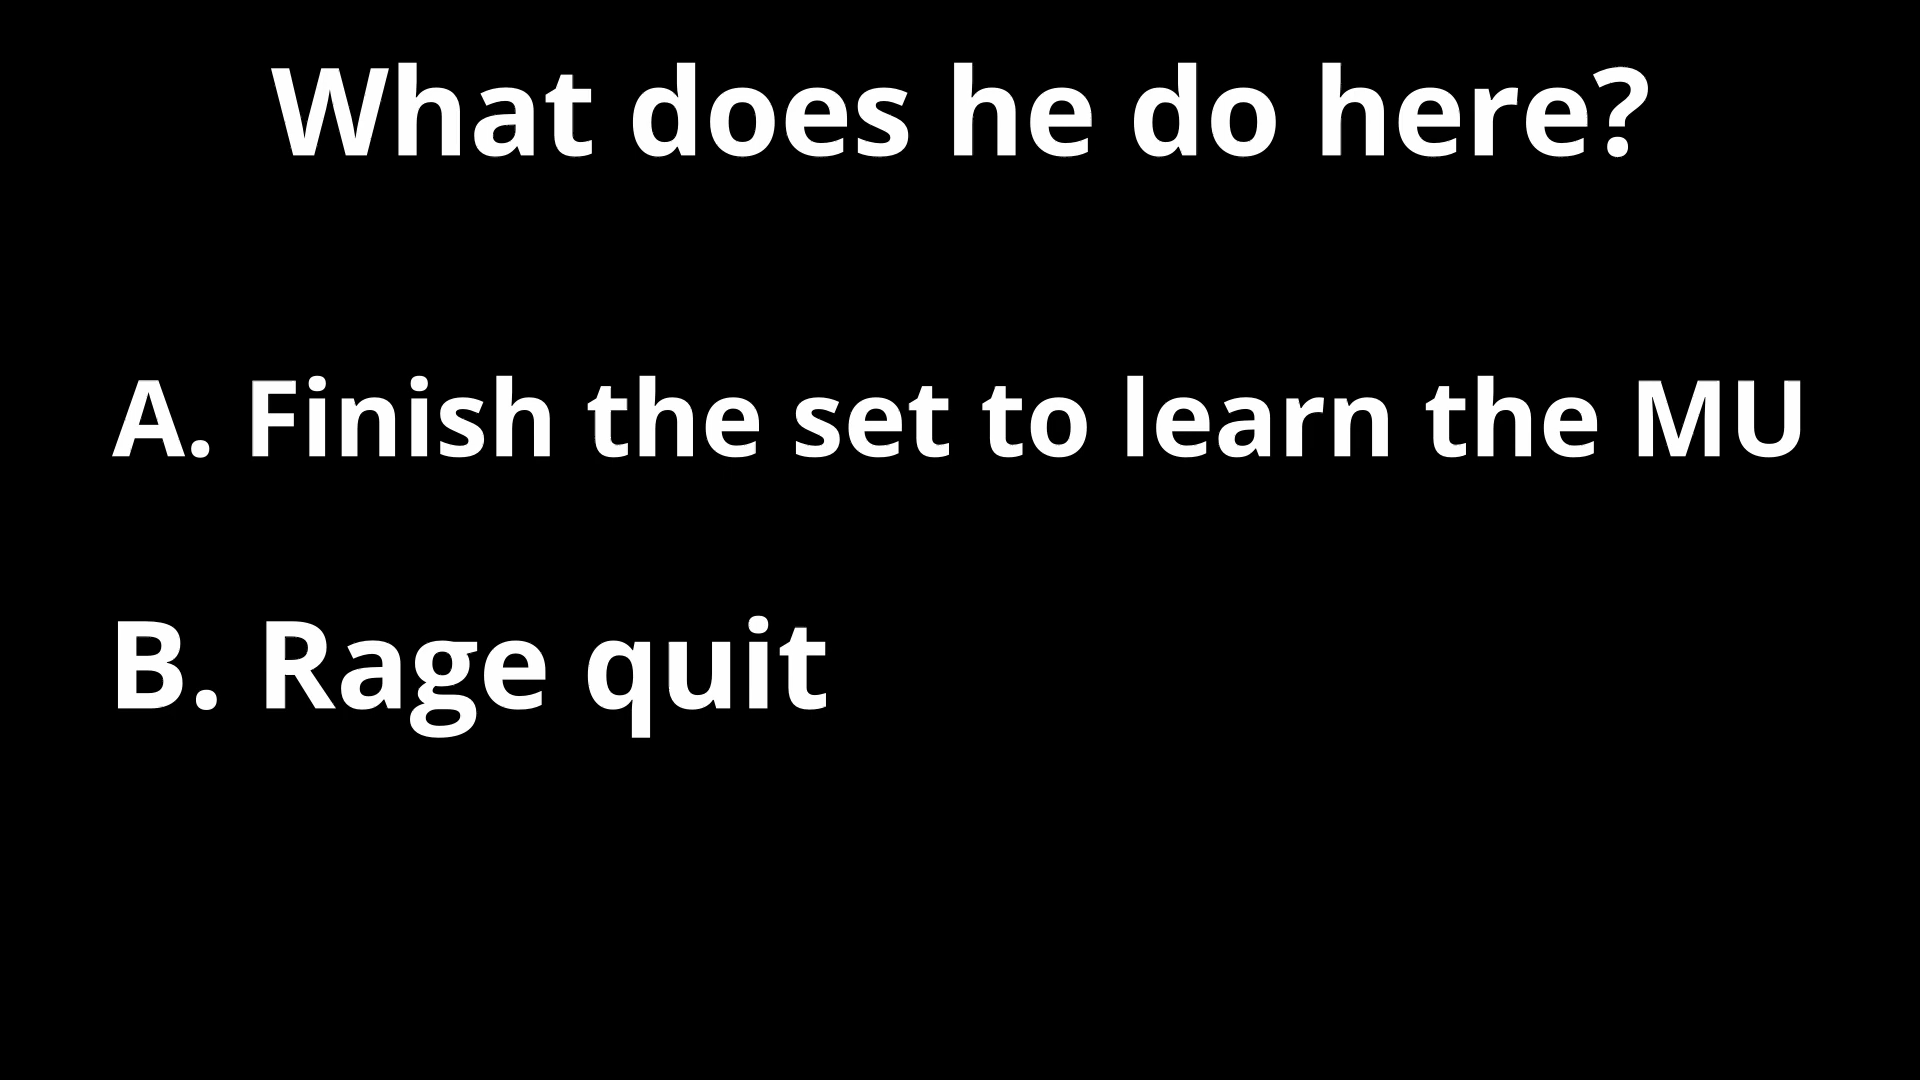 What does he do here?
A. Finish the set to learn the MU
B. Rage quit